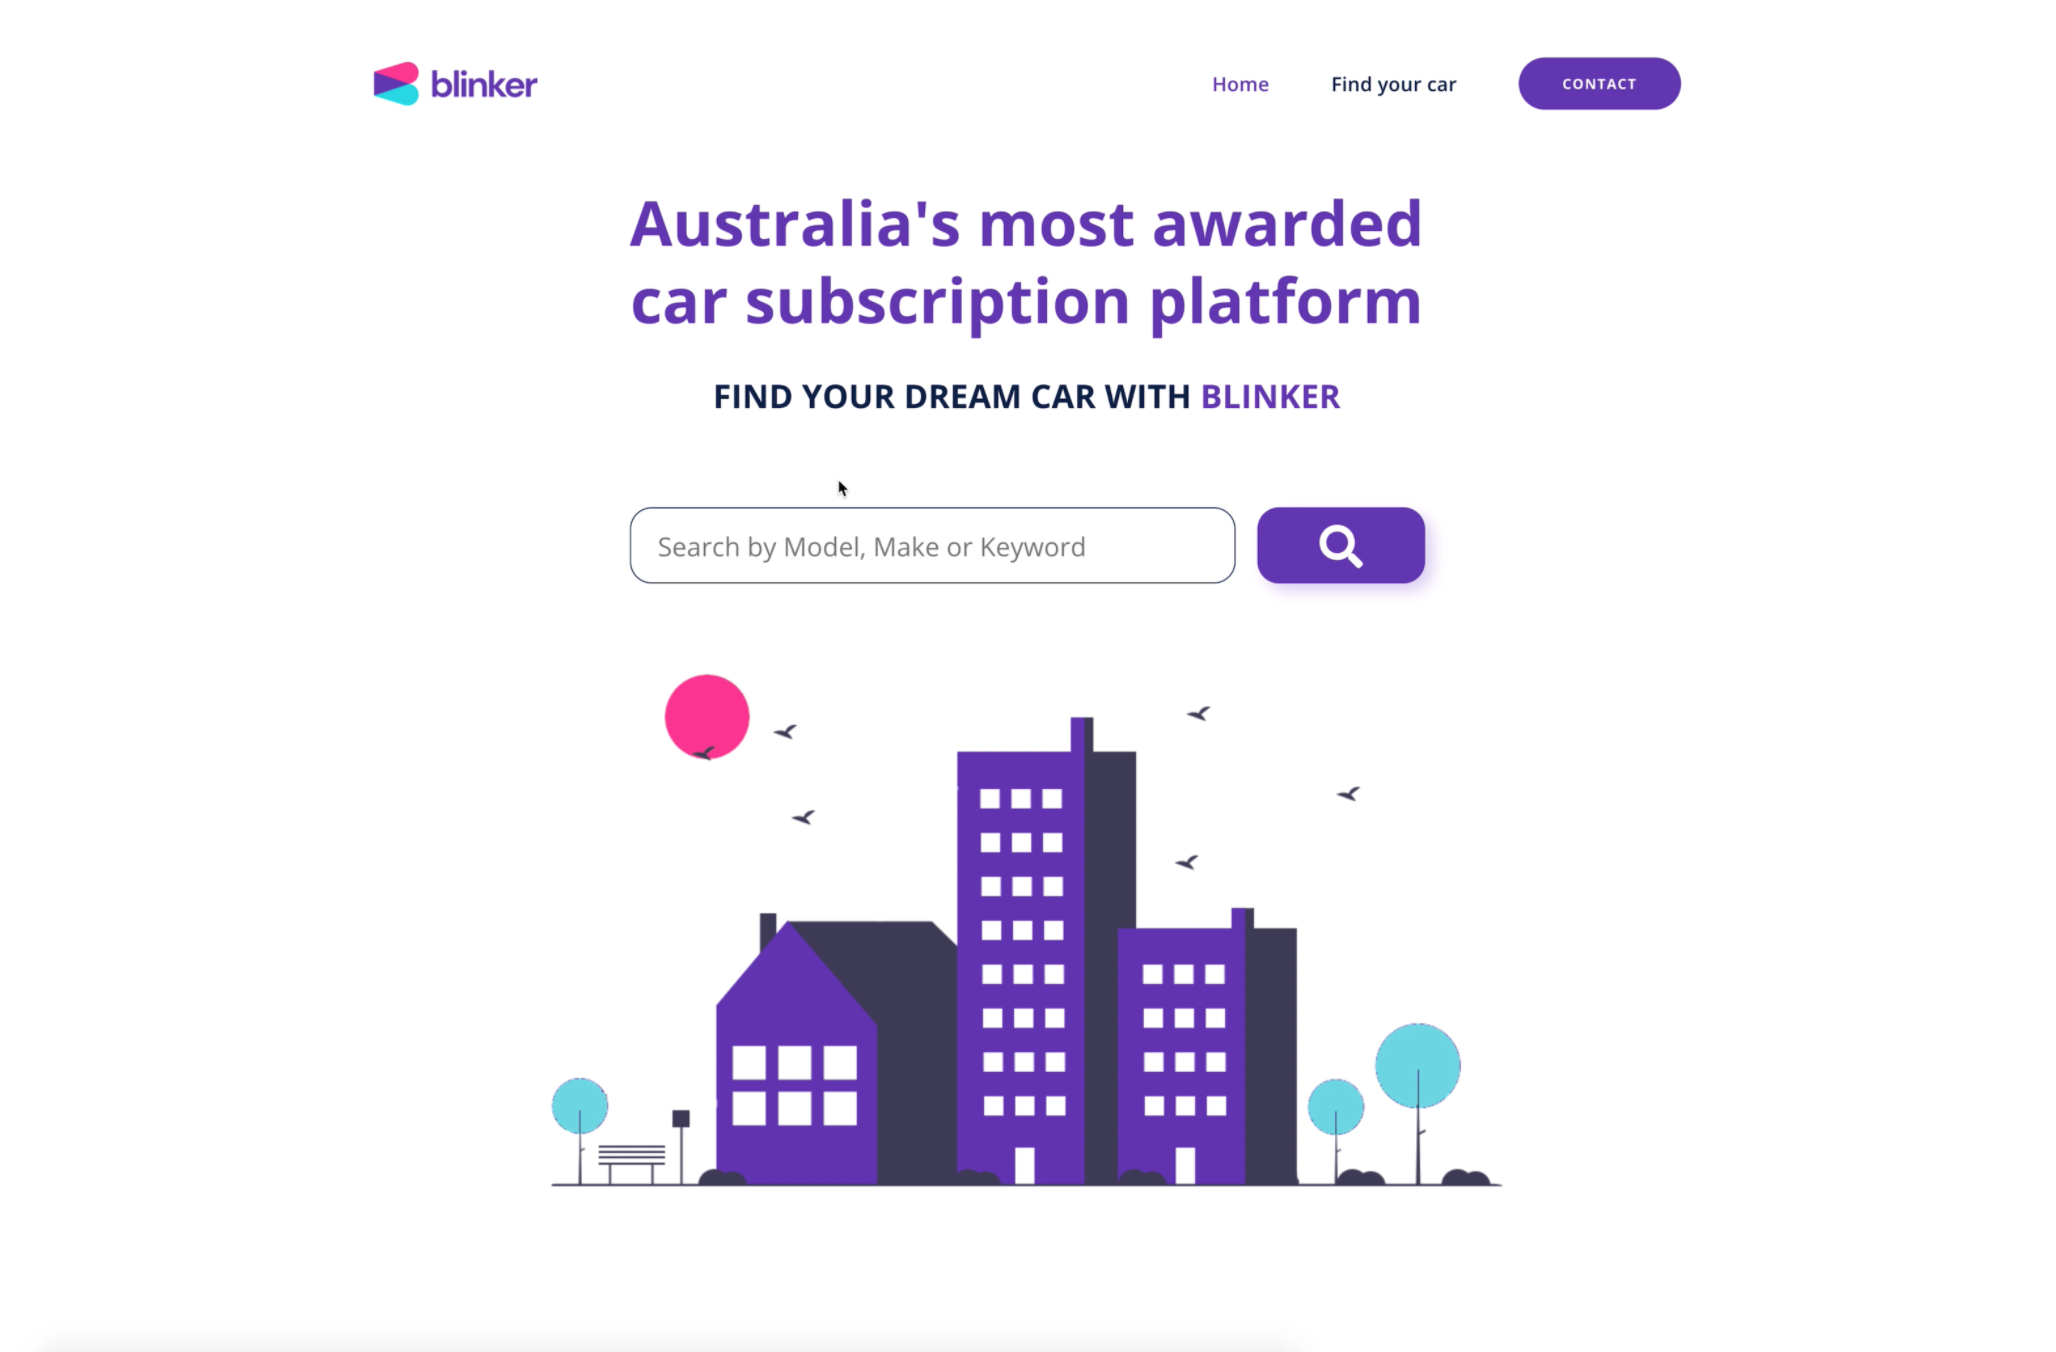 blinker
Home
Find your car
CONTACT
Australia's most awarded
car subscription platform
FIND YOUR DREAM CAR WITH BLINKER
Search by Model, Make or Keyword